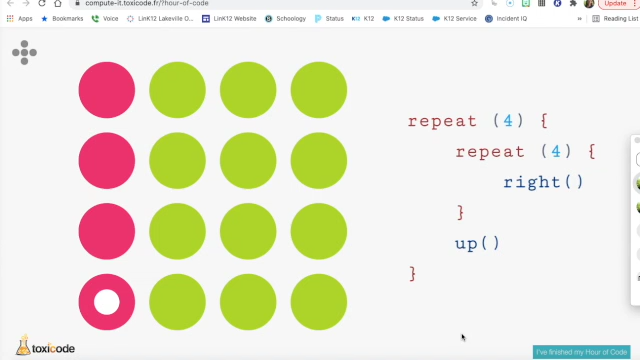 compute-it.toxicode.fr/?hour-of-code
Update
Bookmarks
Voice
LinK12 Lakeville O...
LinK12 Website
Schoology
Status
K12
K12 Status
K12 Service
Incident IQ
Reading List
repeat (4) {
repeat (4) {
right()
}
up()
}
toxicode
I've finished my Hour of Code